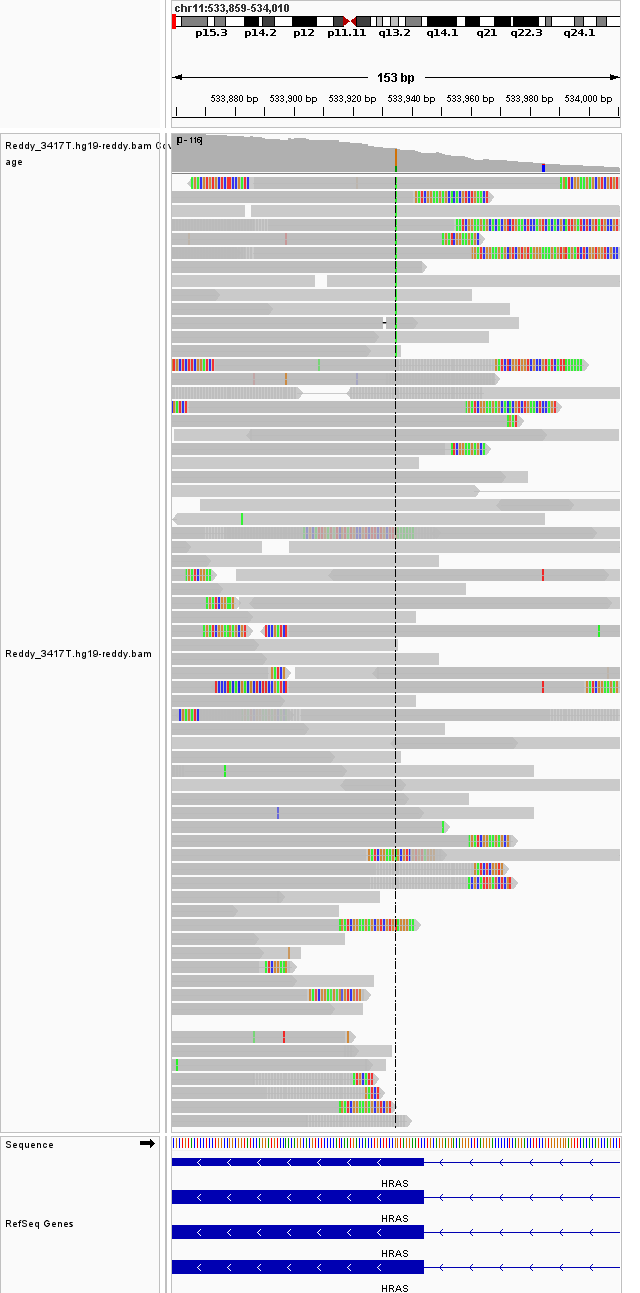 chr11:533,859-534,010
p15.3 p14.2 p12 p11.11 q13.2 q14.1 q21 q22.3 q24.1
153 bp
533,880 bp 533,900 bp 533,920 bp 533,940 bp 533,960 bp 533,980 bp 534,000 bp
[0 - 116]
Reddy_3417T.hg19-reddy.bam Cov
age
Reddy_3417T.hg19-reddy.bam
Sequence
HRAS
HRAS
RefSeq Genes
HRAS
HRAS